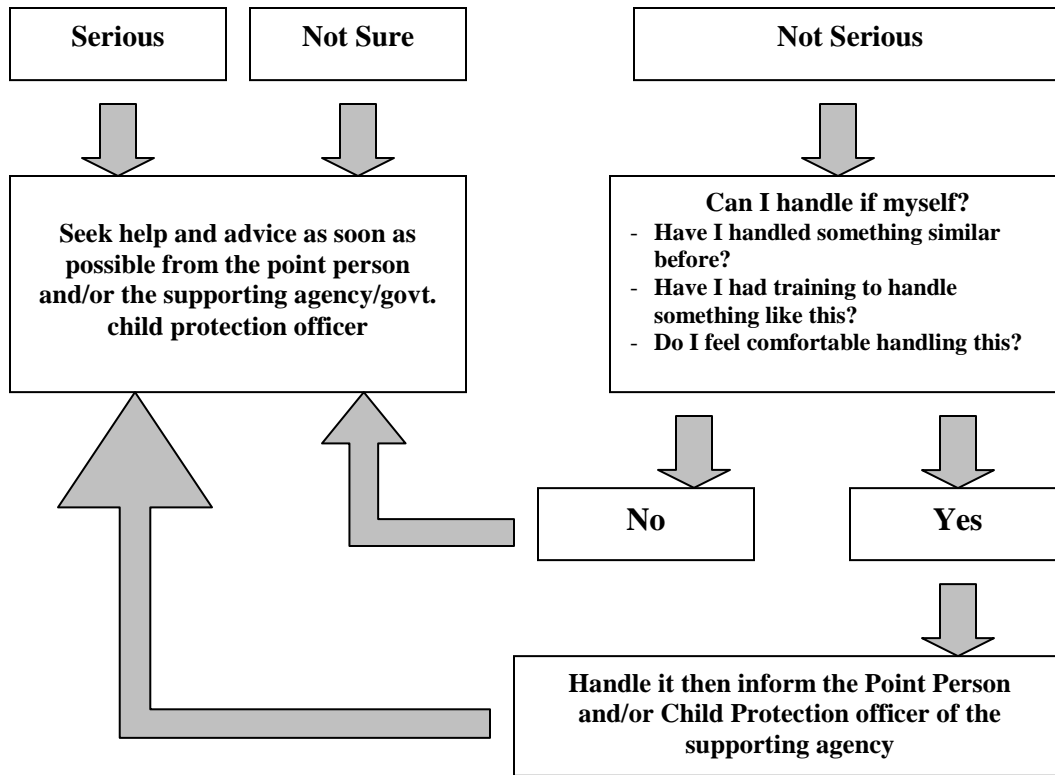 Serious
Not Sure
Not Serious
Seek help and advice as soon as
possible from the point person
and/or the supporting agency/govt.
child protection officer
Can I handle if myself?
- Have I handled something similar
before?
- Have I had training to handle
something like this?
- Do I feel comfortable handling this?
No
Yes
Handle it then inform the Point Person
and/or Child Protection officer of the
supporting agency